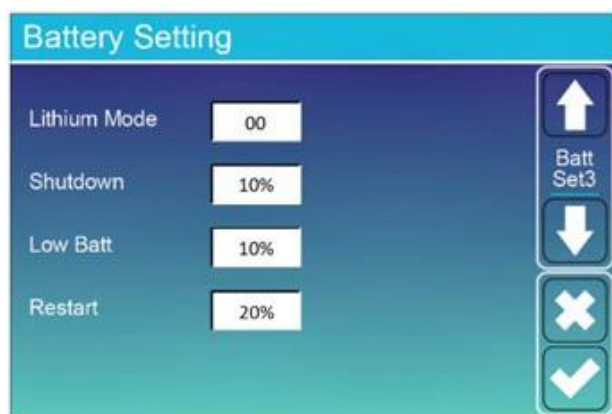 Battery Setting
Lithium Mode 00
Shutdown 10%
Low Batt 10%
Restart 20%
Batt
Set3